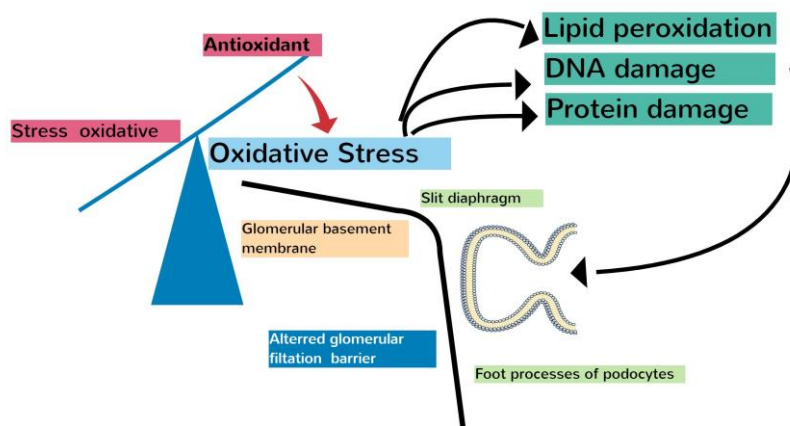 Antioxidant
Stress oxidative
Oxidative Stress
Lipid peroxidation
DNA damage
Protein damage
Slit diaphragm
Glomerular basement
membrane
Alterred glomerular
filtation barrier
Foot processes of podocytes